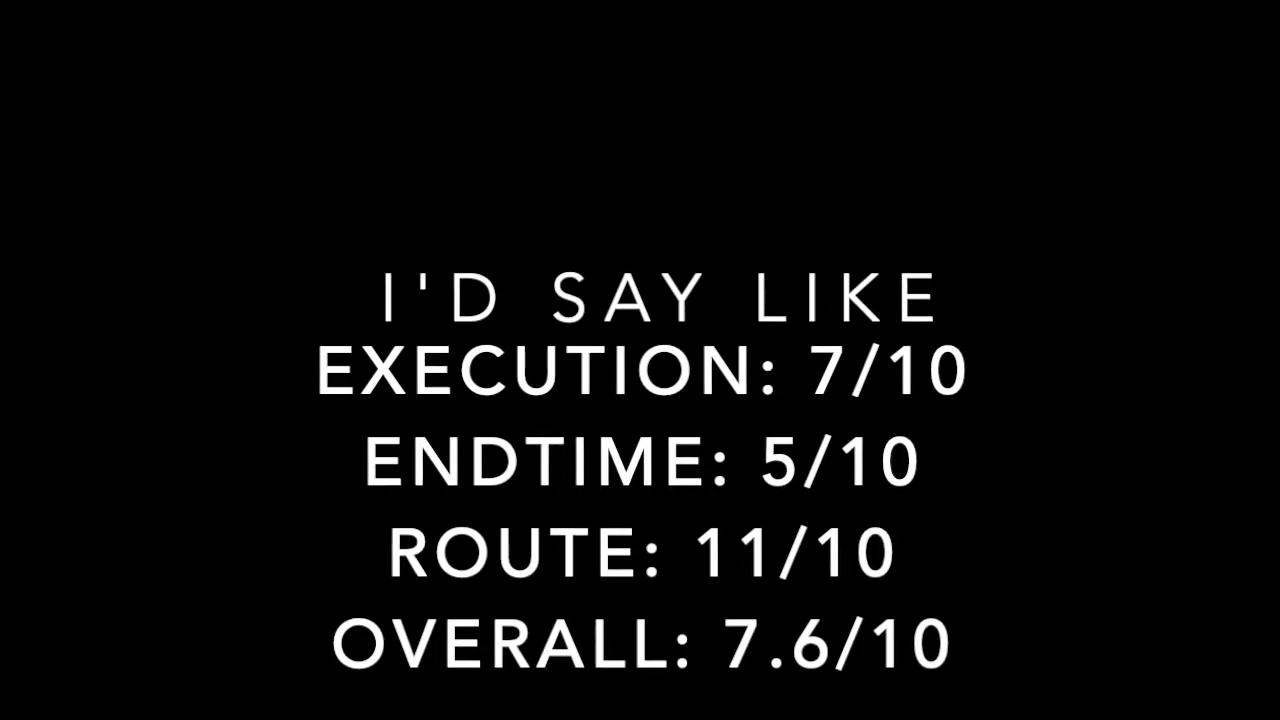 I'D SAY LIKE
EXECUTION: 7/10
ENDTIME: 5/10
ROUTE: 11/10
OVERALL: 7.6/10